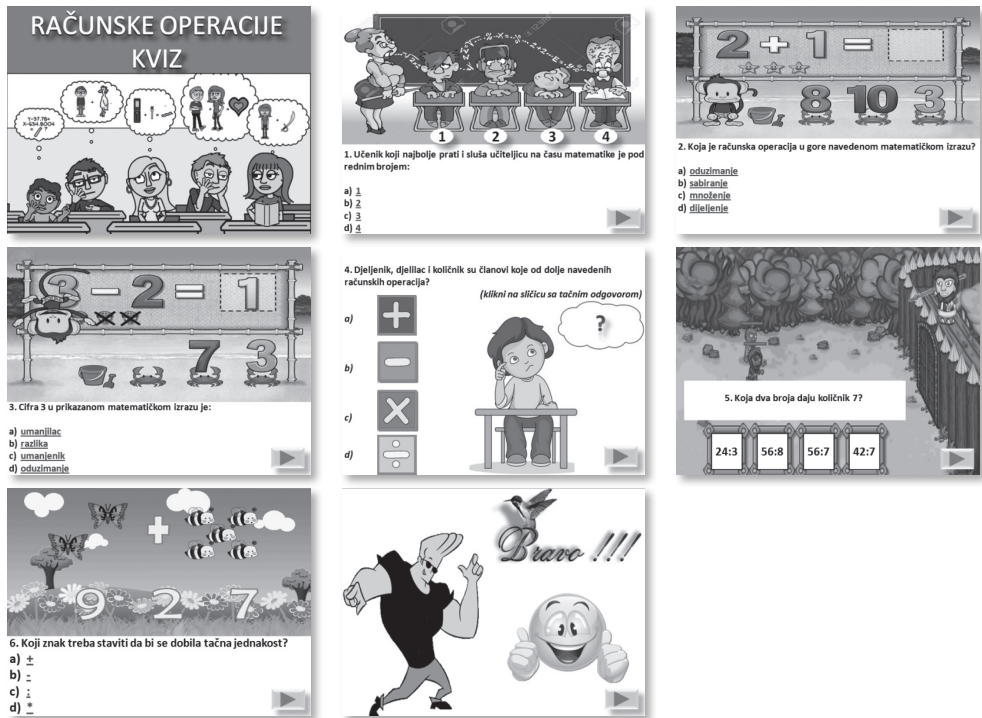 RAČUNSKE OPERACIJE
KVIZ
Y-37.78+
X-634.8004
= ?
1 2 3 4
1. Učenik koji najbolje prati i sluša učiteljicu na času matematike je pod
rednim brojem:
a) 1
b) 2
c) 3
d) 4
2 + 1 =
8 10 3
2. Koja je računska operacija u gore navedenom matematičkom izrazu?
a) oduzimanje
b) sabiranje
c) množenje
d) dijeljenje
3 - 2 = 1
7 3
3. Cifra 3 u prikazanom matematičkom izrazu je:
a) umanjilac
b) razlika
c) umanjenik
d) oduzimanje
4. Djeljenik, djelilac i količnik su članovi koje od dolje navedenih
računskih operacija?
(klikni na sličicu sa tačnim odgovorom)
?
a) +
b) -
c) ×
d) ÷
5. Koja dva broja daju količnik 7?
24:3 56:8 56:7 42:7
+
9 2 7
6. Koji znak treba staviti da bi se dobila tačna jednakost?
a) +
b) -
c) :
d) *
Bravo !!!